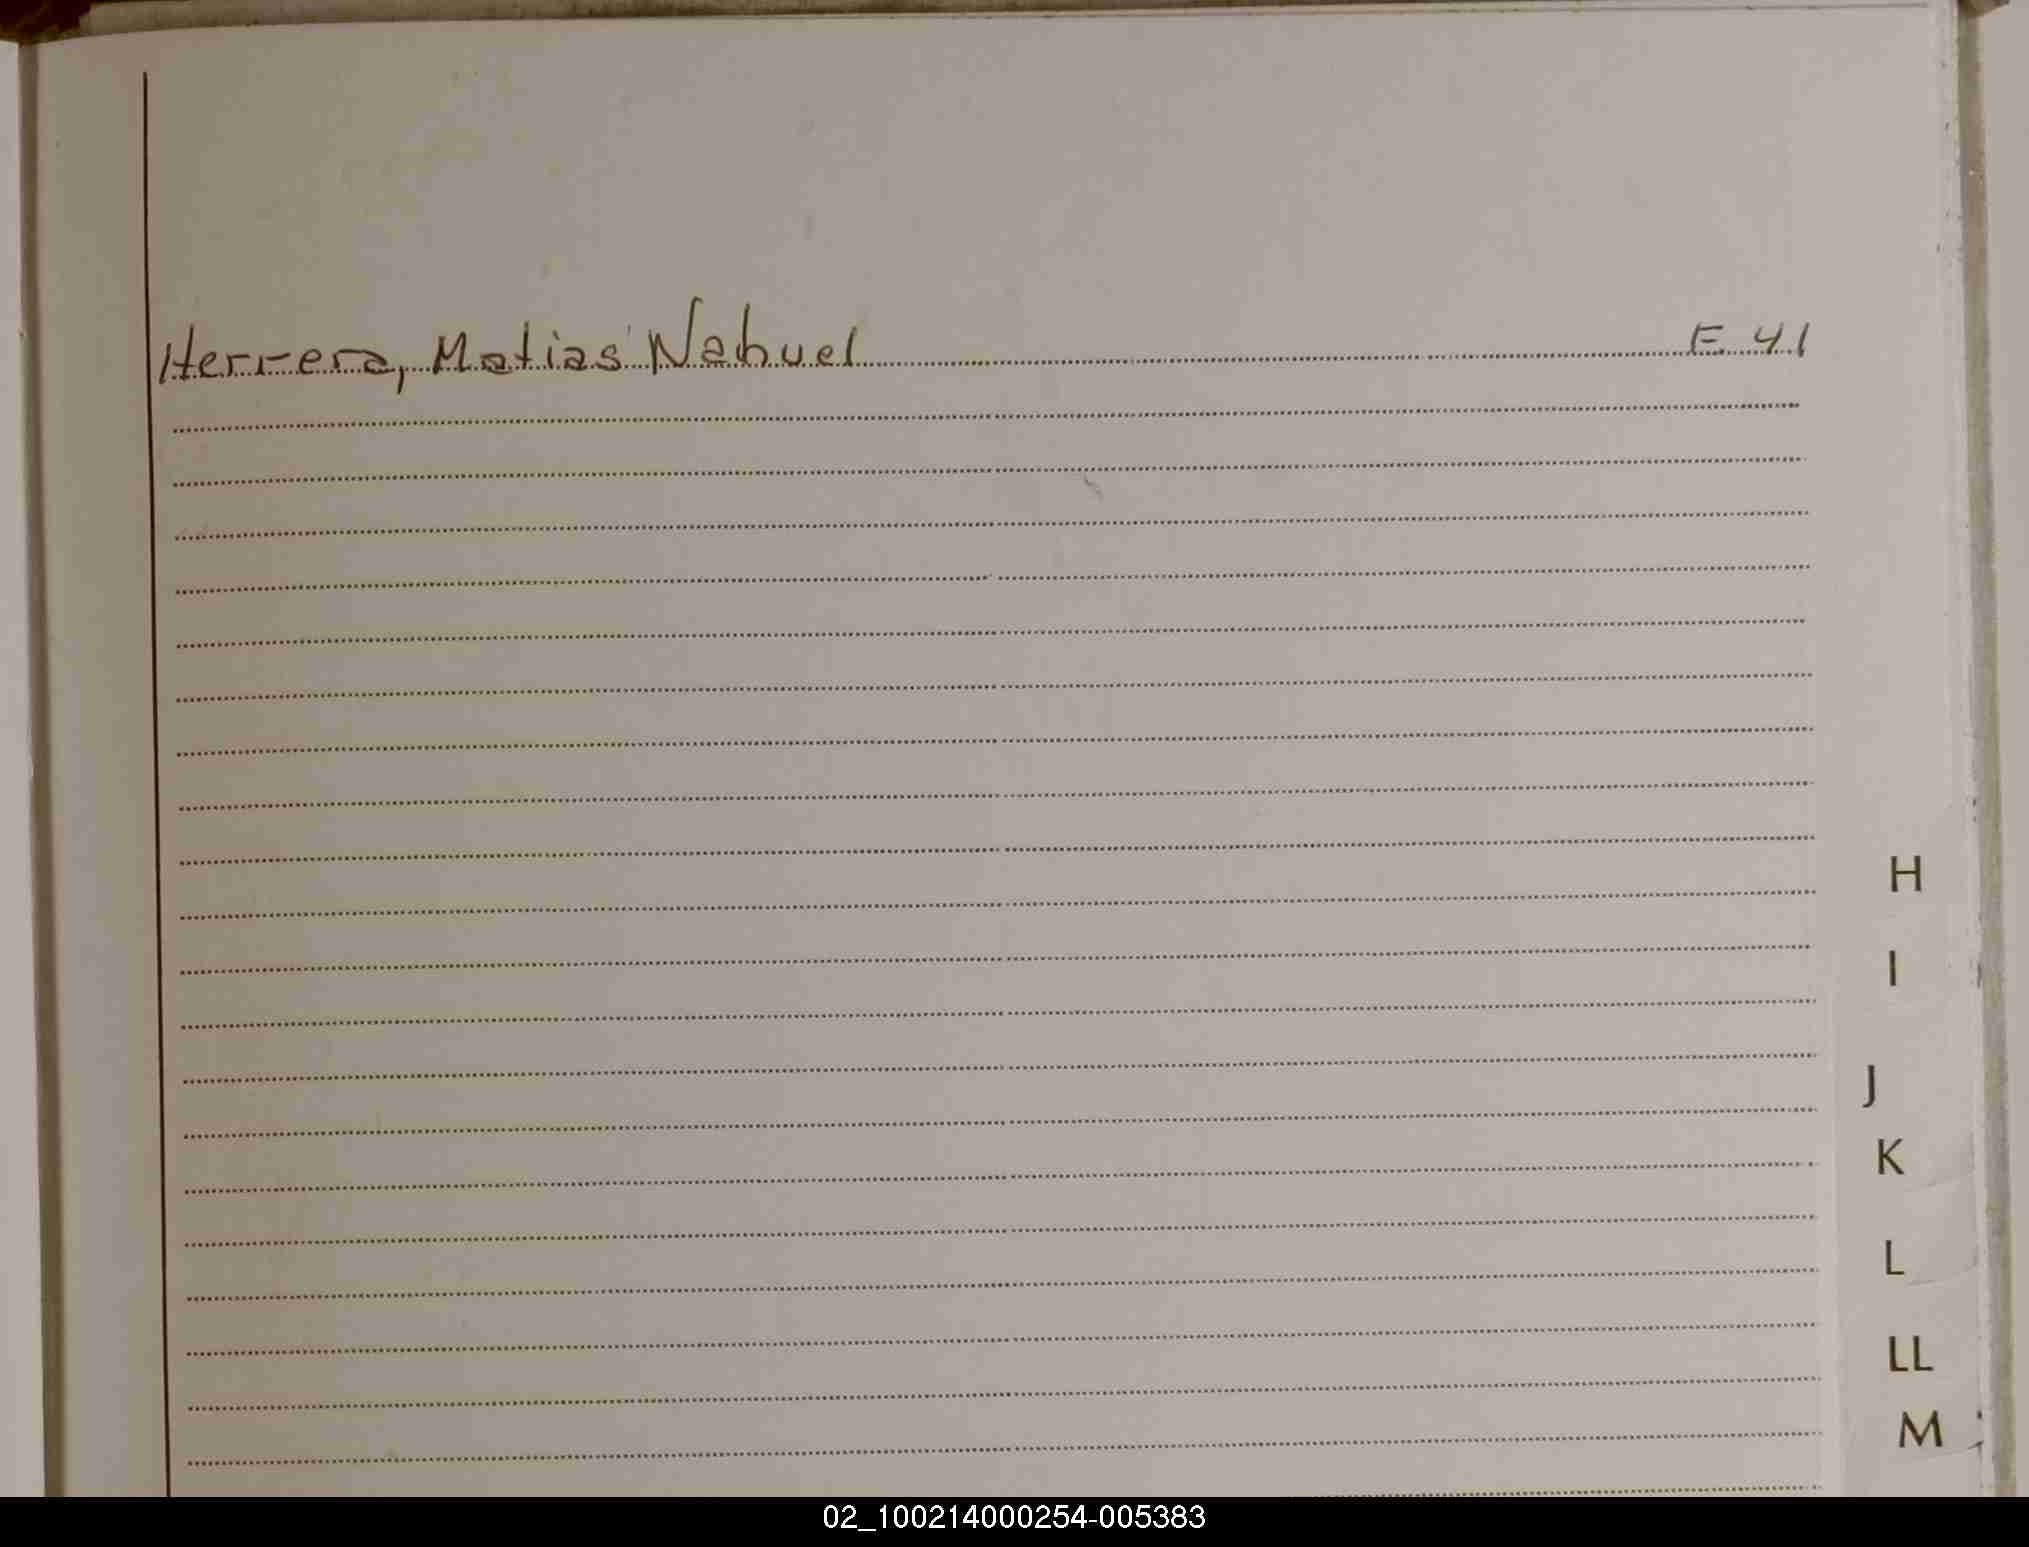 Herrera, Matias Nahuel F. 41
H
I
J
K
L
LL
M
02_100214000254-005383